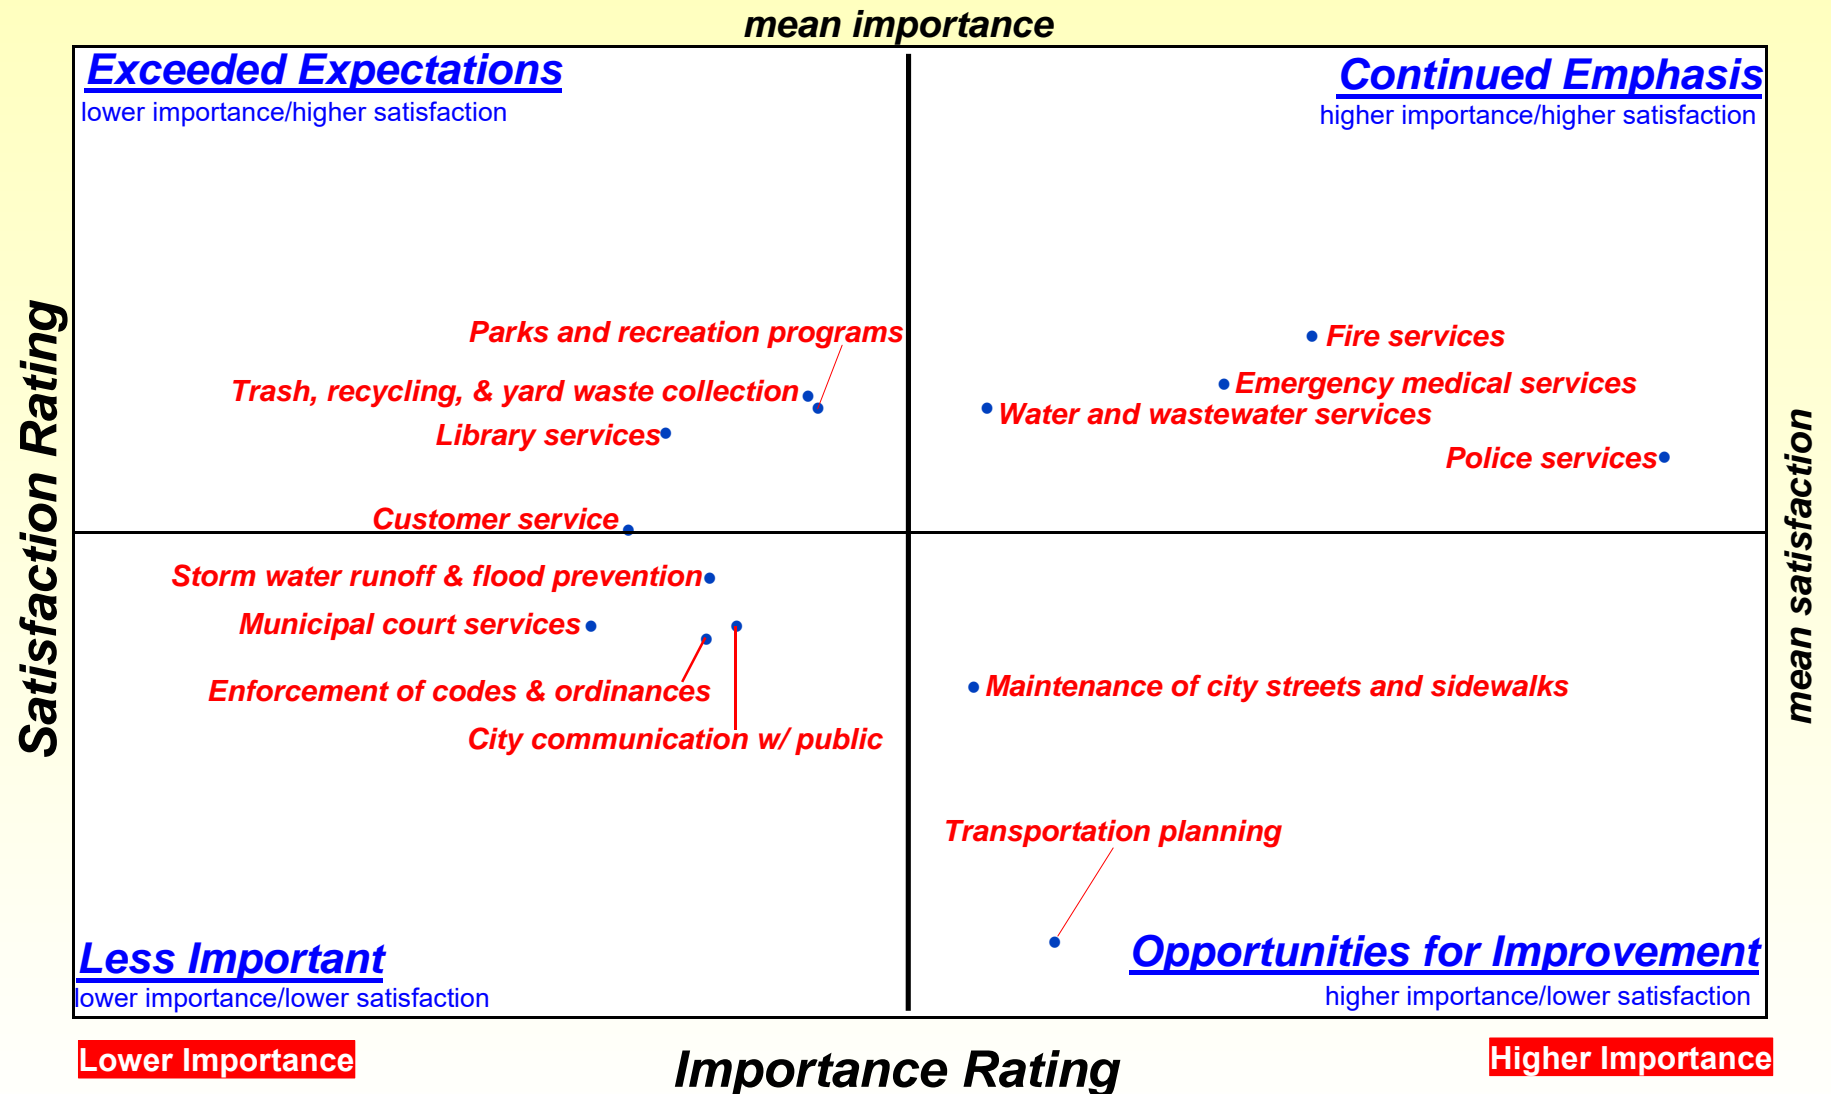 mean importance
Exceeded Expectations
lower importance/higher satisfaction
Continued Emphasis
higher importance/higher satisfaction
Satisfaction Rating
mean satisfaction
Parks and recreation programs
Trash, recycling, & yard waste collection
Library services
Customer service
Fire services
Emergency medical services
Water and wastewater services
Police services
Storm water runoff & flood prevention
Municipal court services
Enforcement of codes & ordinances
City communication w/ public
Maintenance of city streets and sidewalks
Transportation planning
Less Important
lower importance/lower satisfaction
Opportunities for Improvement
higher importance/lower satisfaction
Lower Importance
Importance Rating
Higher Importance